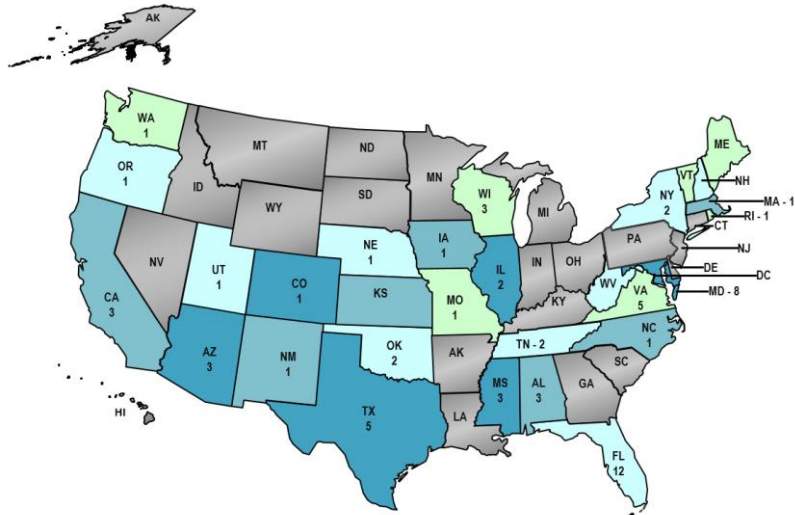 AK
WA
1
ME
MT
ND
OR
1
MN
VT
NH
ID
WI
3
NY
2
SD
MA - 1
WY
MI
RI - 1
CT
IA
1
PA
NE
1
NJ
NV
IL
2
IN
OH
UT
1
DE
DC
CO
1
WV
CA
3
KS
MO
1
VA
5
MD - 8
KY
NC
1
TN - 2
OK
2
AZ
3
NM
1
AK
SC
MS
3
AL
3
GA
TX
5
LA
HI
FL
12